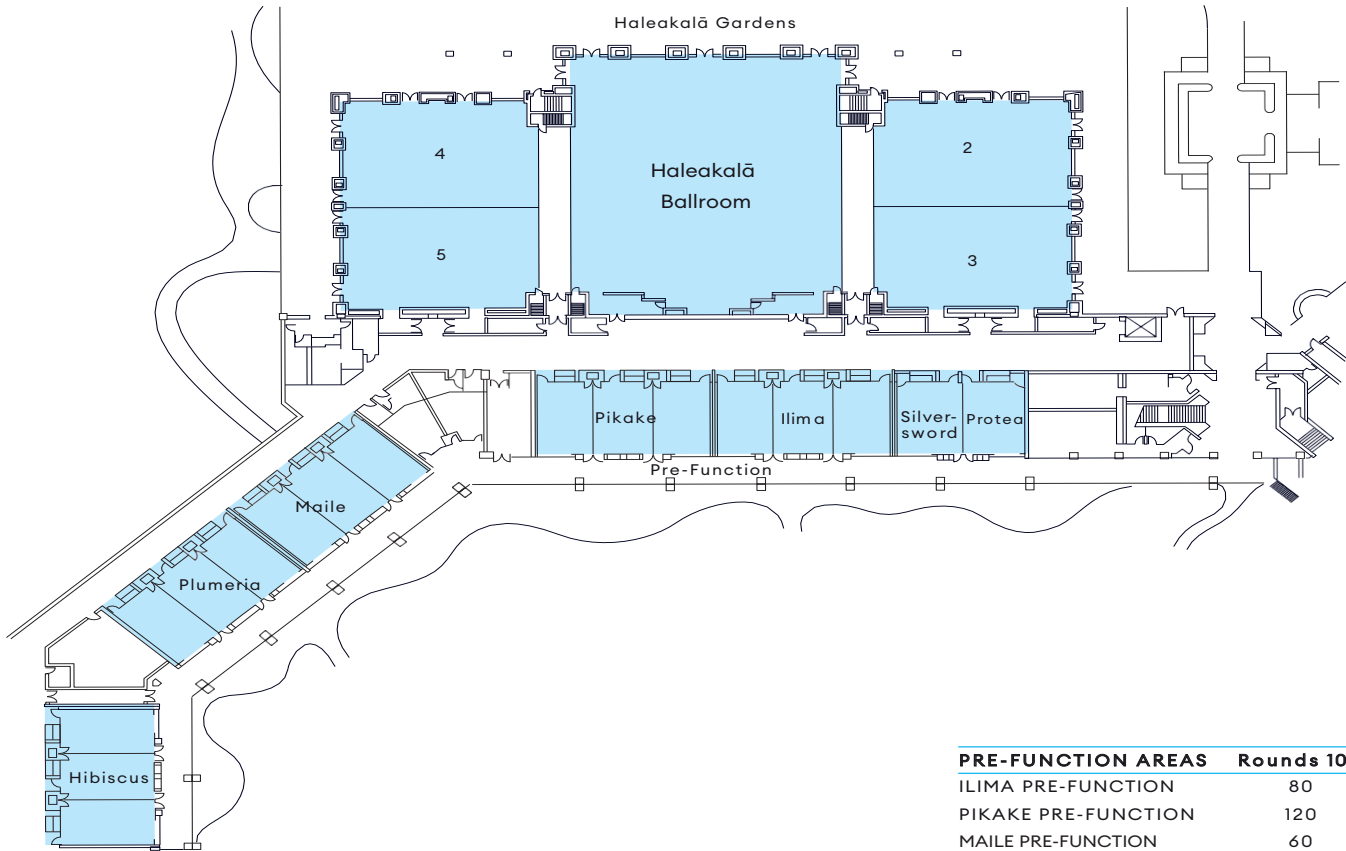 Haleakalā Gardens
4
Haleakalā
Ballroom
2
5
3
Pikake
Ilima
Silver-
sword
Protea
Pre-Function
Maile
Plumeria
Hibiscus
PRE-FUNCTION AREAS Rounds 10
ILIMA PRE-FUNCTION 80
PIKAKE PRE-FUNCTION 120
MAILE PRE-FUNCTION 60